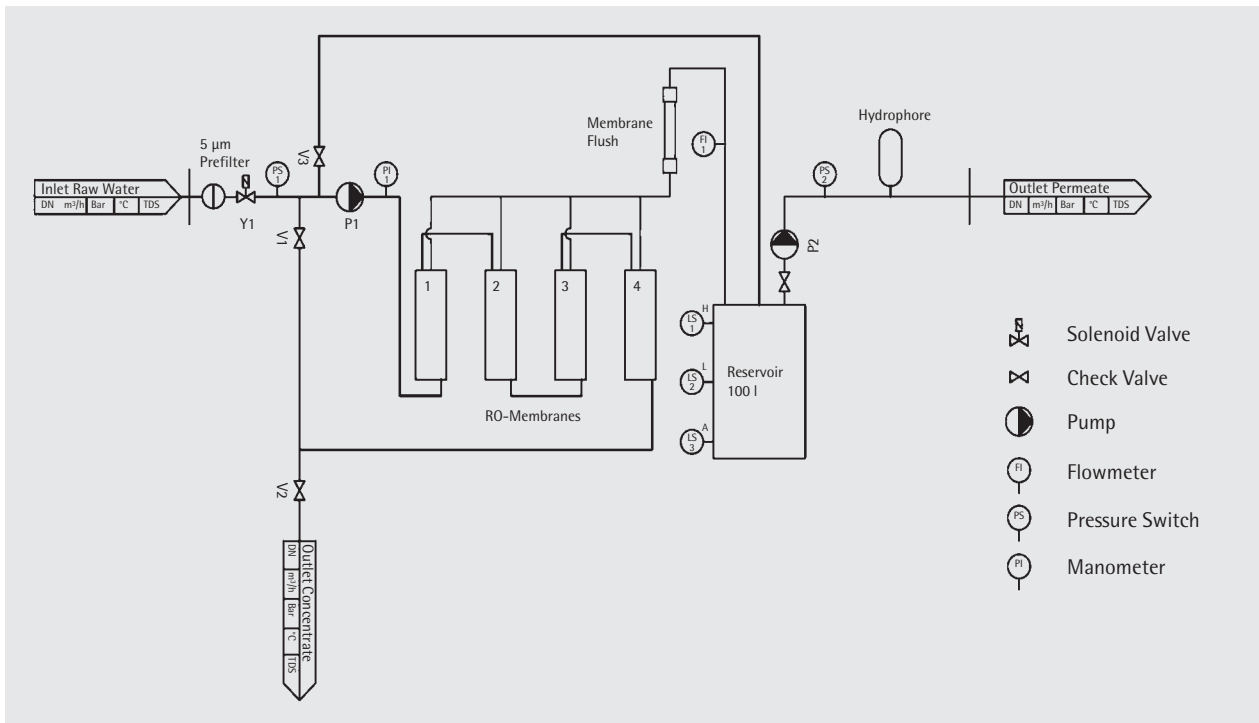 Hydrophore
Membrane
Flush
5 µm
Prefilter
FI
1
V3
PS
1
PI
1
PS
2
Inlet Raw Water
DN m³/h Bar °C TDS
Outlet Permeate
DN m³/h Bar °C TDS
Y1
P1
V1
P2
1
2
3
4
LS
1
H
LS
2
L
LS
3
A
Reservoir
100 l
RO-Membranes
V2
Outlet Concentrate
DN m³/h Bar °C TDS
Solenoid Valve
Check Valve
Pump
FI
Flowmeter
PS
Pressure Switch
PI
Manometer